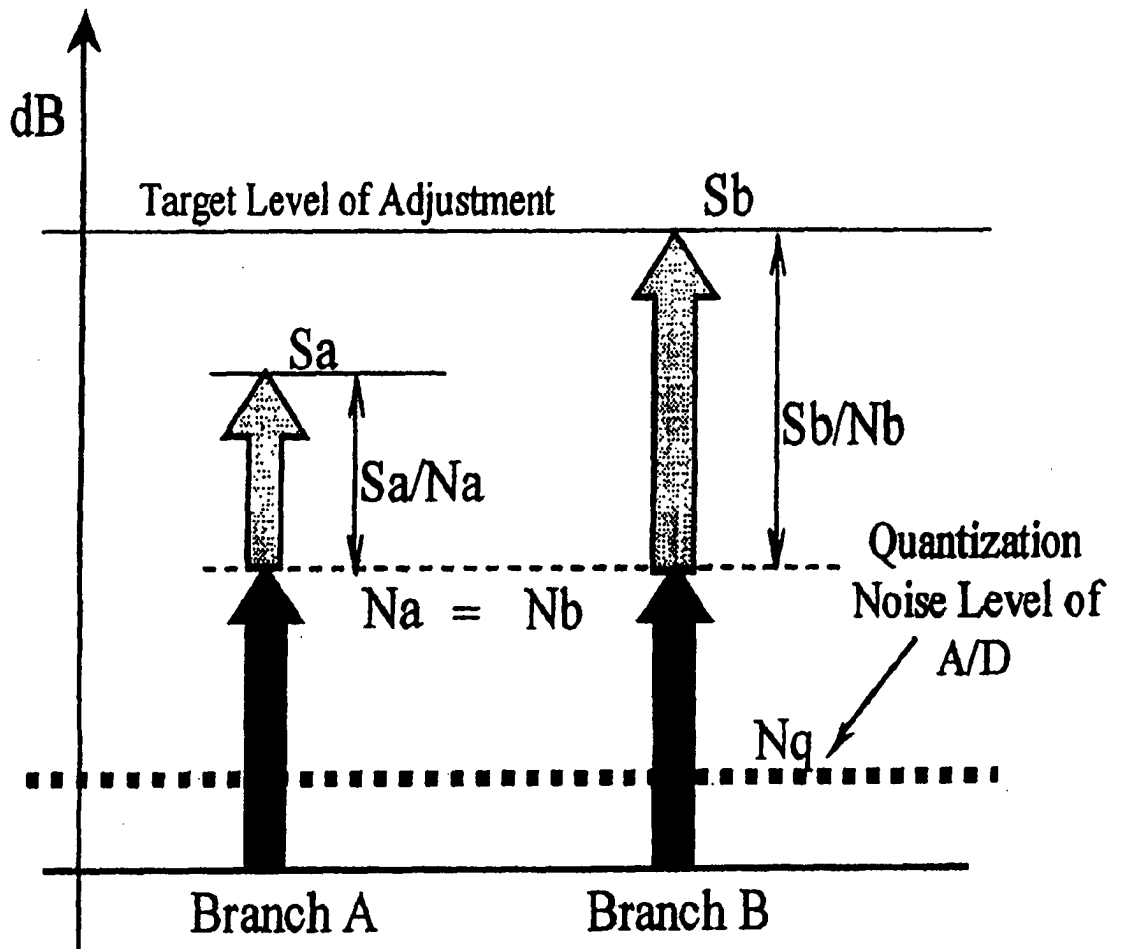 dB
Target Level of Adjustment
Sb
Sa
Sa/Na
Sb/Nb
Na = Nb
Quantization
Noise Level of
A/D
Nq
Branch A
Branch B